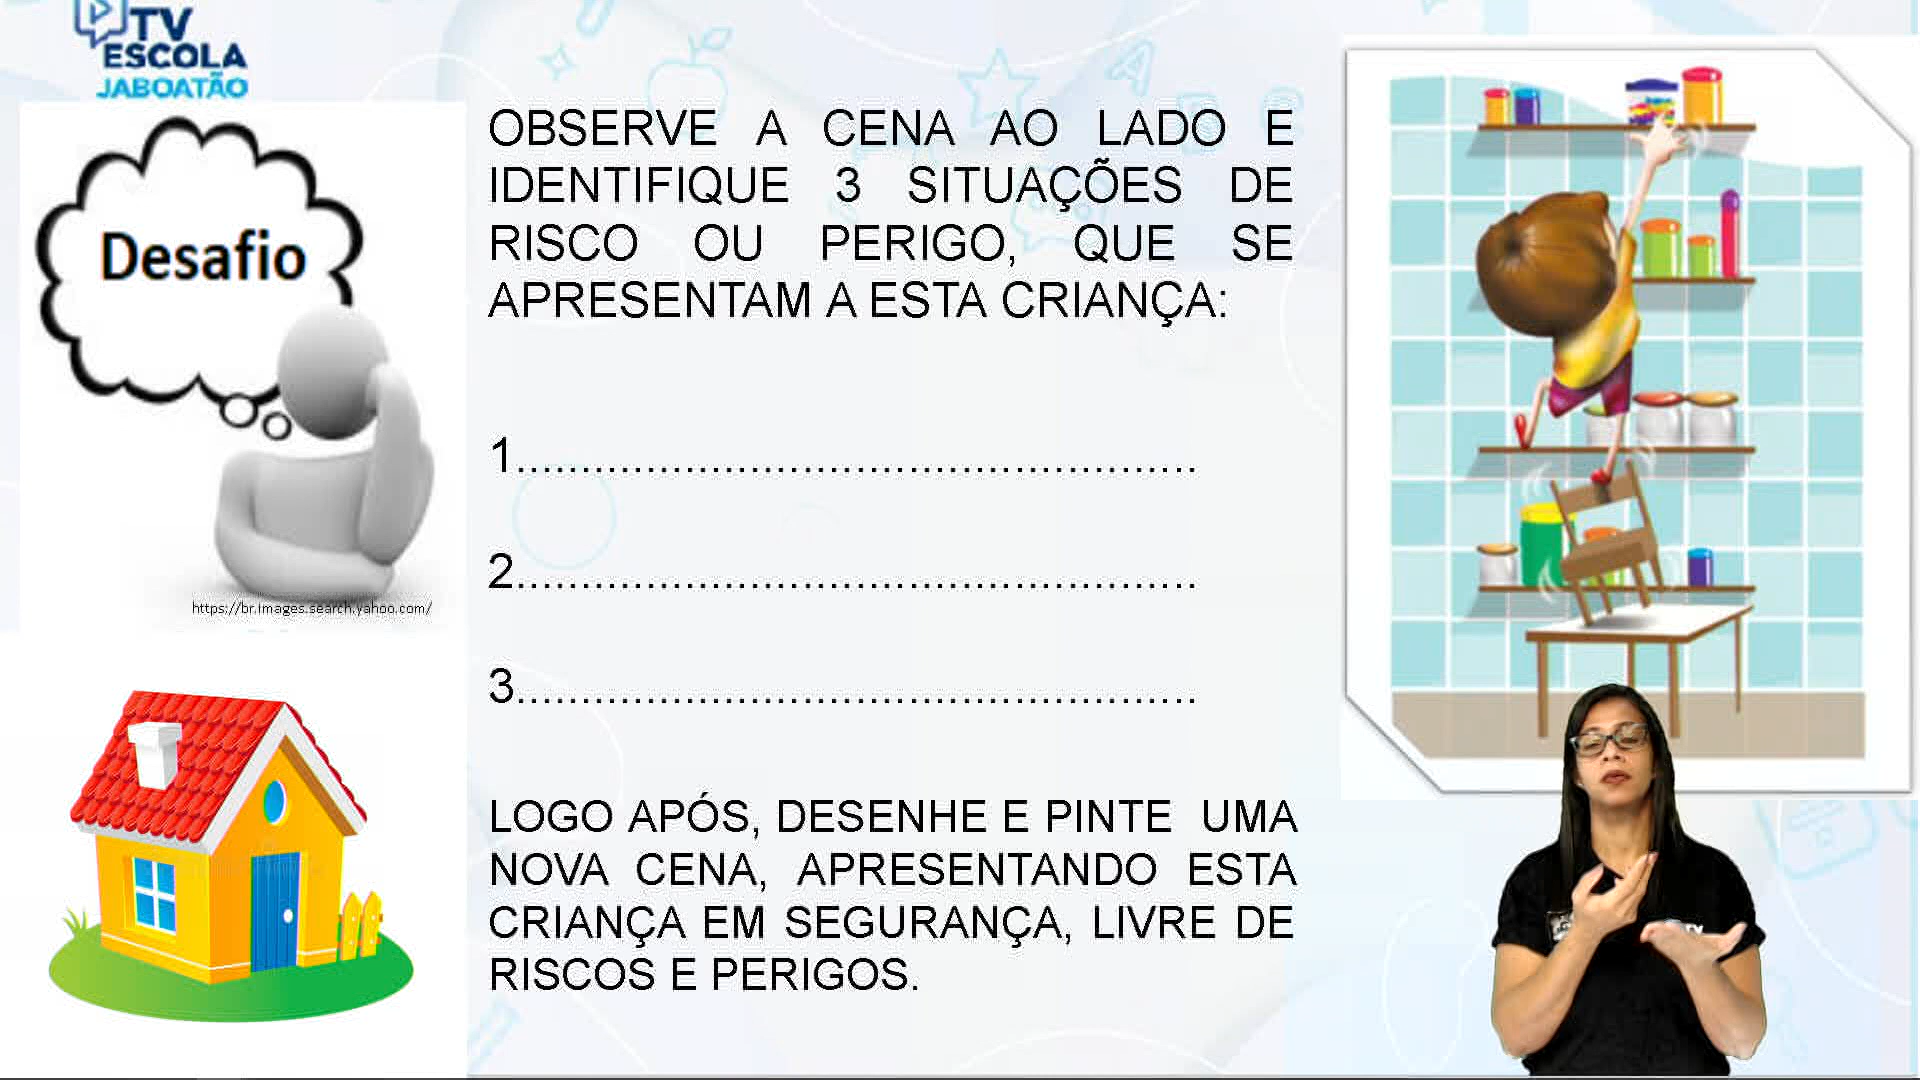 TV
ESCOLA
JABOATÃO
Desafio
https://br.images.search.yahoo.com/
OBSERVE A CENA AO LADO E
IDENTIFIQUE 3 SITUAÇÕES DE
RISCO OU PERIGO, QUE SE
APRESENTAM A ESTA CRIANÇA:
1.....................................................
2.....................................................
3.....................................................
LOGO APÓS, DESENHE E PINTE UMA
NOVA CENA, APRESENTANDO ESTA
CRIANÇA EM SEGURANÇA, LIVRE DE
RISCOS E PERIGOS.